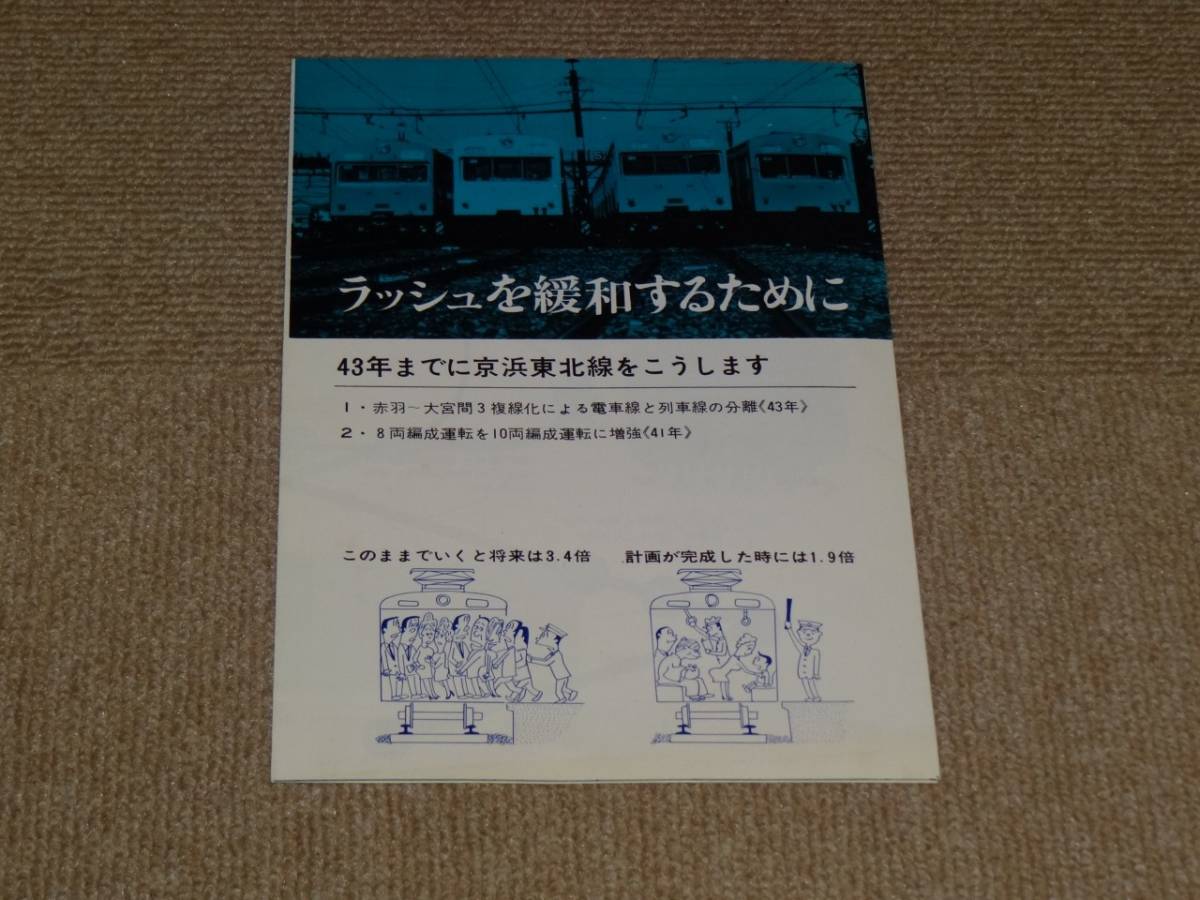 ラッシュを緩和するために
43年までに京浜東北線をこうします
1・赤羽～大宮間3複線化による電車線と列車線の分離《43年》
2・8両編成運転を10両編成運転に増強《41年》
このままでいくと将来は3.4倍
計画が完成した時には1.9倍